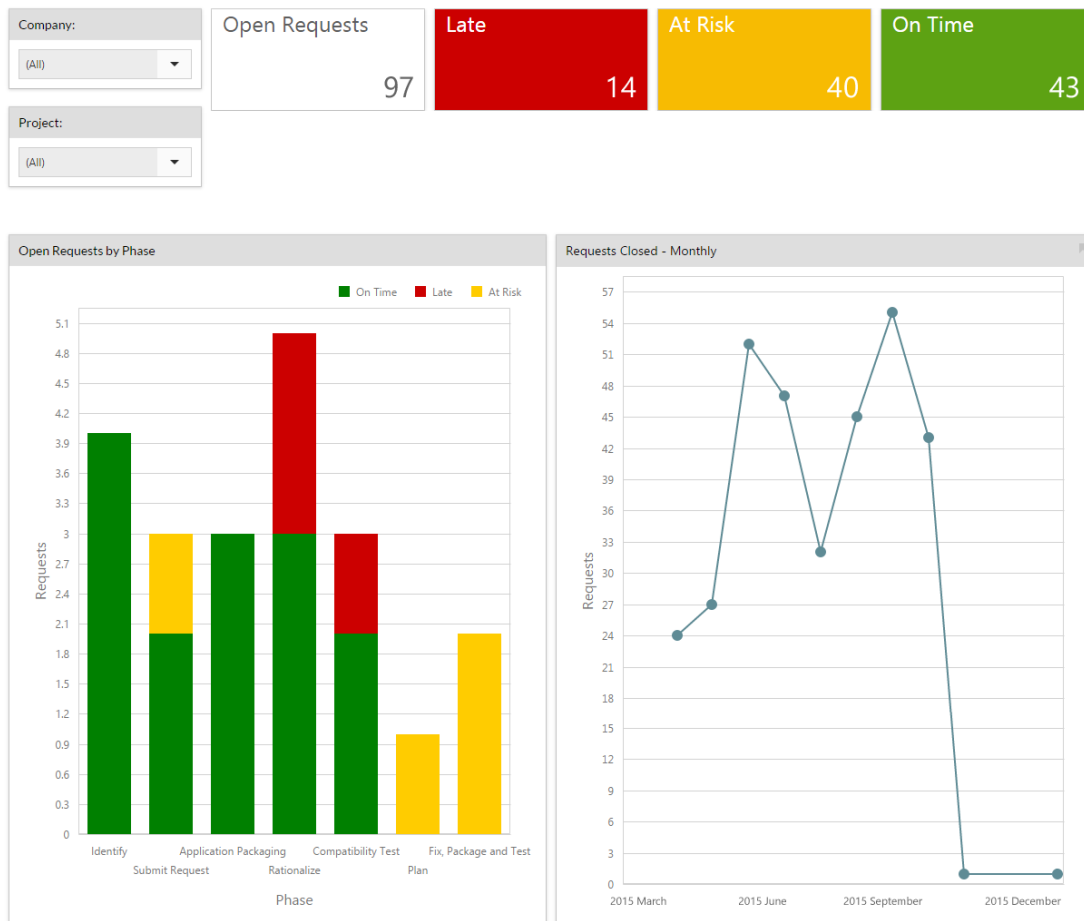 Company:
(All)
Project:
(All)
Open Requests
97
Late
14
At Risk
40
On Time
43
Open Requests by Phase
On Time Late At Risk
5.1
4.8
4.5
4.2
3.9
3.6
3.3
3
2.7
2.4
2.1
1.8
1.5
1.2
0.9
0.6
0.3
0
Requests
Identify Application Packaging Compatibility Test Fix, Package and Test
Submit Request Rationalize Plan
Phase
Requests Closed - Monthly
57
54
51
48
45
42
39
36
33
30
27
24
21
18
15
12
9
6
3
0
Requests
2015 March 2015 June 2015 September 2015 December